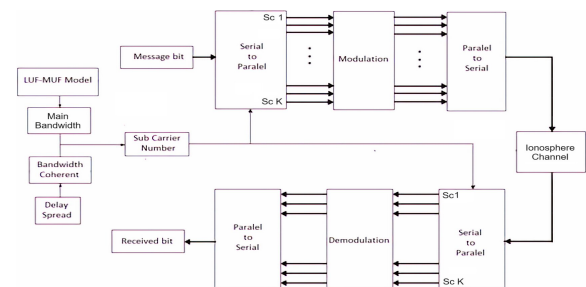 Sc 1
Serial
to
Paralel
Sc K
Message bit
Modulation
Paralel
to
Serial
LUF-MUF Model
Main
Bandwidth
Sub Carrier
Number
Bandwidth
Coherent
Delay
Spread
Ionosphere
Channel
Sc1
Serial
to
Paralel
Sc K
Demodulation
Paralel
to
Serial
Received bit